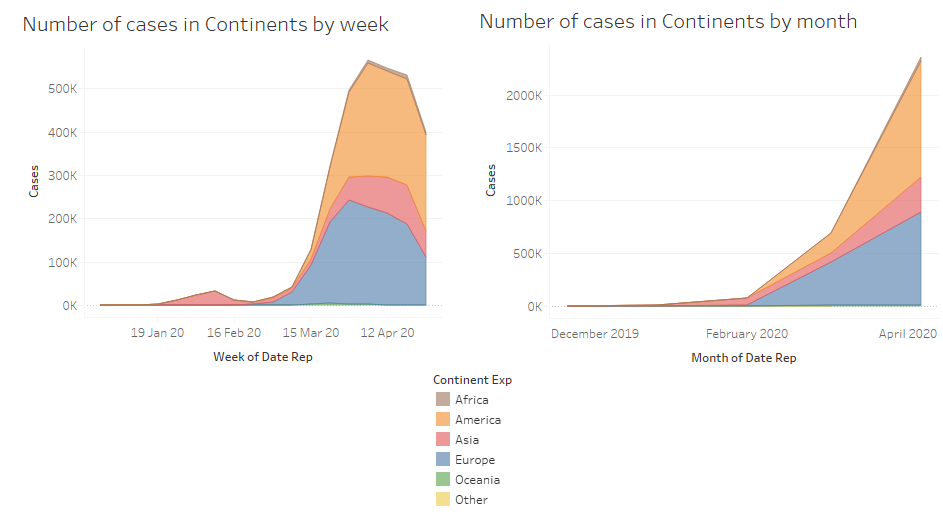 Number of cases in Continents by week
500K
400K
300K
200K
100K
0K
Cases
19 Jan 20 16 Feb 20 15 Mar 20 12 Apr 20
Week of Date Rep
Number of cases in Continents by month
2000K
1500K
1000K
500K
0K
Cases
December 2019 February 2020 April 2020
Month of Date Rep
Continent Exp
Africa
America
Asia
Europe
Oceania
Other